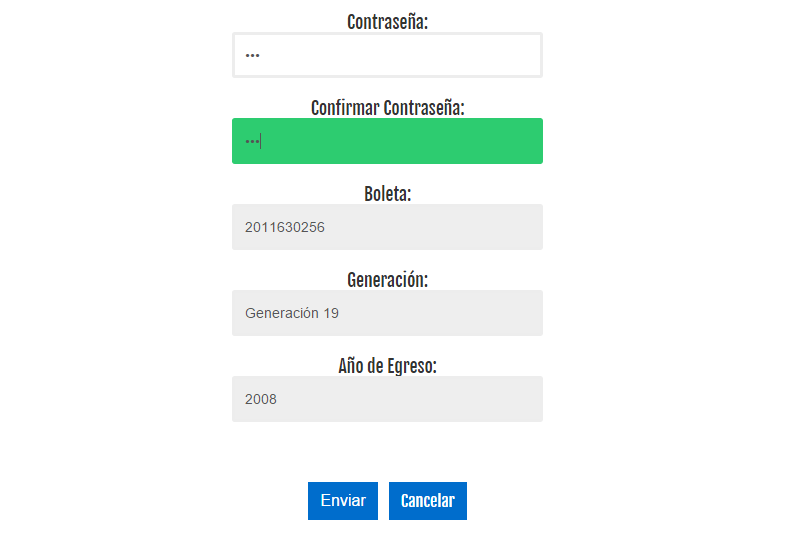 Contraseña:
•••
Confirmar Contraseña:
•••
Boleta:
2011630256
Generación:
Generación 19
Año de Egreso:
2008
Enviar Cancelar